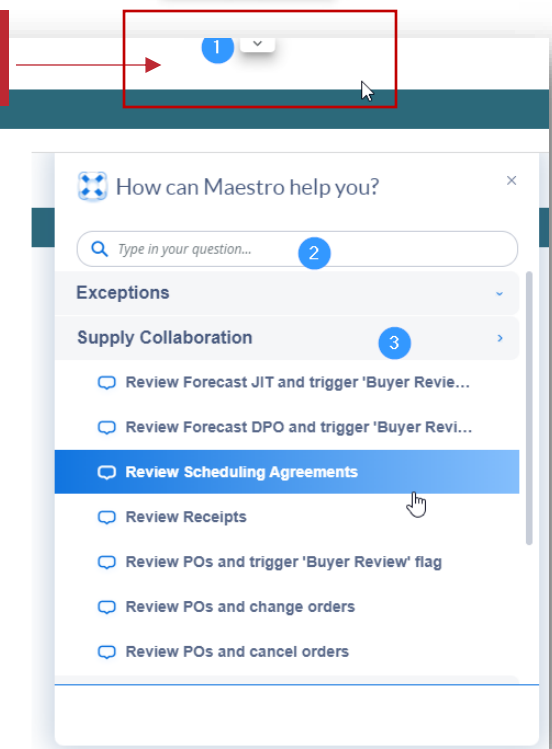 1
How can Maestro help you?
Type in your question...
2
Exceptions
Supply Collaboration
3
Review Forecast JIT and trigger 'Buyer Revie...
Review Forecast DPO and trigger 'Buyer Revi...
Review Scheduling Agreements
Review Receipts
Review POs and trigger 'Buyer Review' flag
Review POs and change orders
Review POs and cancel orders